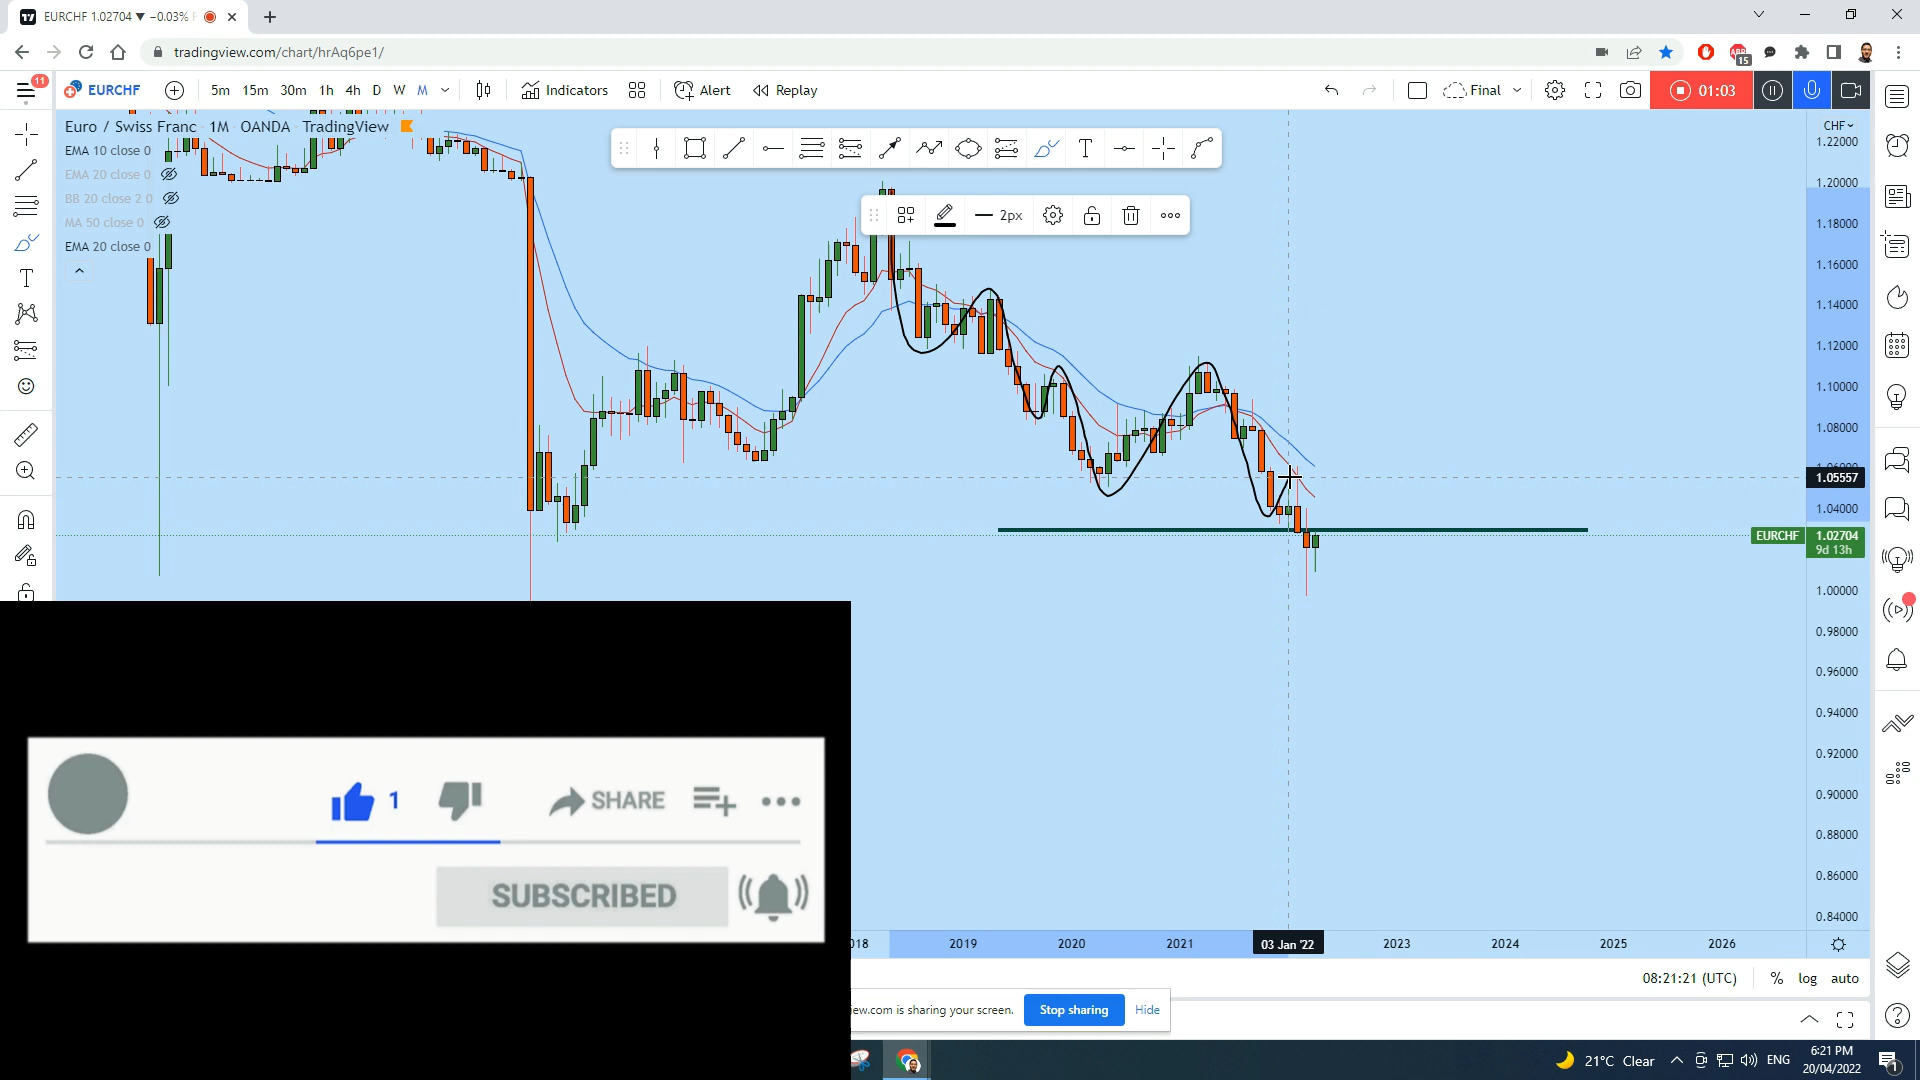 EURCHF 1.02704 ▼ −0.03%
tradingview.com/chart/hrAq6pe1/
15
11
EURCHF
5m 15m 30m 1h 4h D W M
Indicators
Alert
Replay
Final
01:03
Euro / Swiss Franc 1M OANDA TradingView
CHF
EMA 10 close 0
EMA 20 close 0
BB 20 close 2 0
MA 50 close 0
EMA 20 close 0
2px
1.22000
1.20000
1.18000
1.16000
1.14000
1.12000
1.10000
1.08000
1.05557
1.04000
EURCHF 1.02704
9d 13h
1.00000
0.98000
0.96000
0.94000
0.92000
0.90000
0.88000
0.86000
0.84000
1
SHARE
SUBSCRIBED
018 2019 2020 2021 03 Jan '22 2023 2024 2025 2026
08:21:21 (UTC) % log auto
iew.com is sharing your screen. Stop sharing Hide
21°C Clear
ENG
6:21 PM
20/04/2022
1